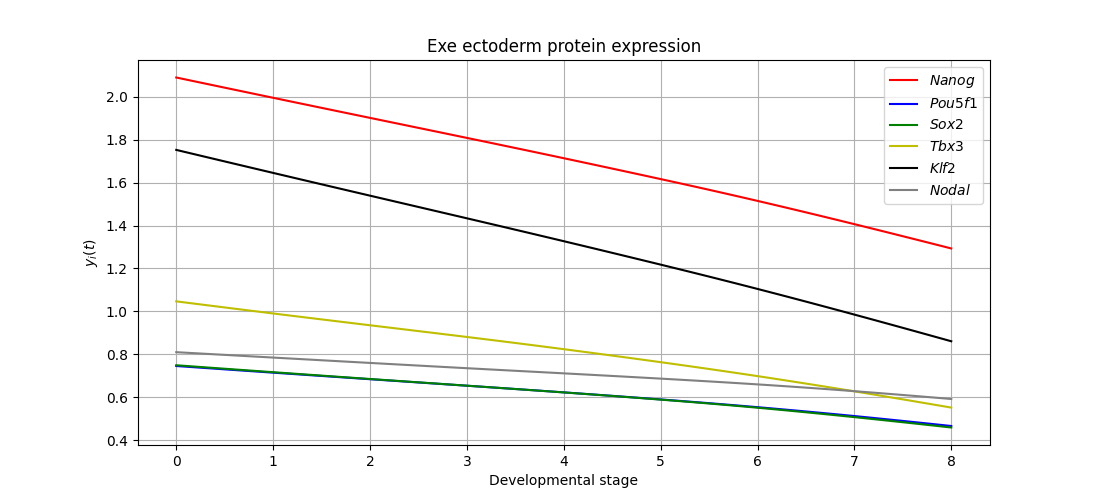 Exe ectoderm protein expression
Nanog
Pou5f1
Sox2
Tbx3
Klf2
Nodal
2.0
1.8
1.6
1.4
1.2
1.0
0.8
0.6
0.4
y_i(t)
0 1 2 3 4 5 6 7 8
Developmental stage